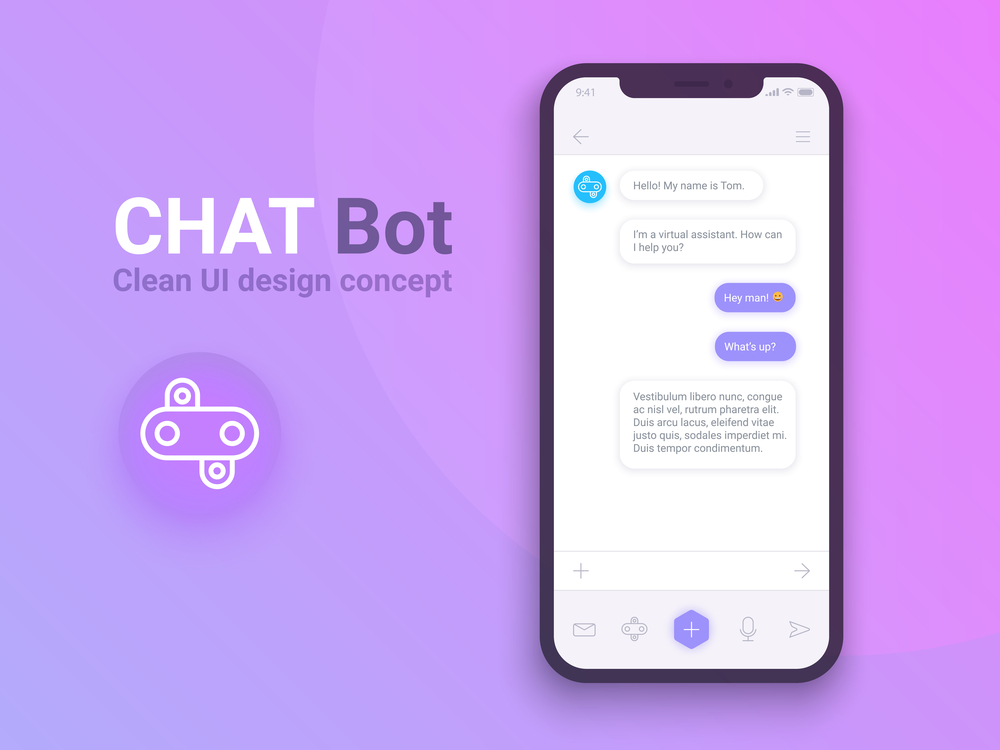 CHAT Bot
Clean UI design concept
9:41
Hello! My name is Tom.
I'm a virtual assistant. How can
I help you?
Hey man! 😄
What's up?
Vestibulum libero nunc, congue
ac nisl vel, rutrum pharetra elit.
Duis arcu lacus, eleifend vitae
justo quis, sodales imperdiet mi.
Duis tempor condimentum.